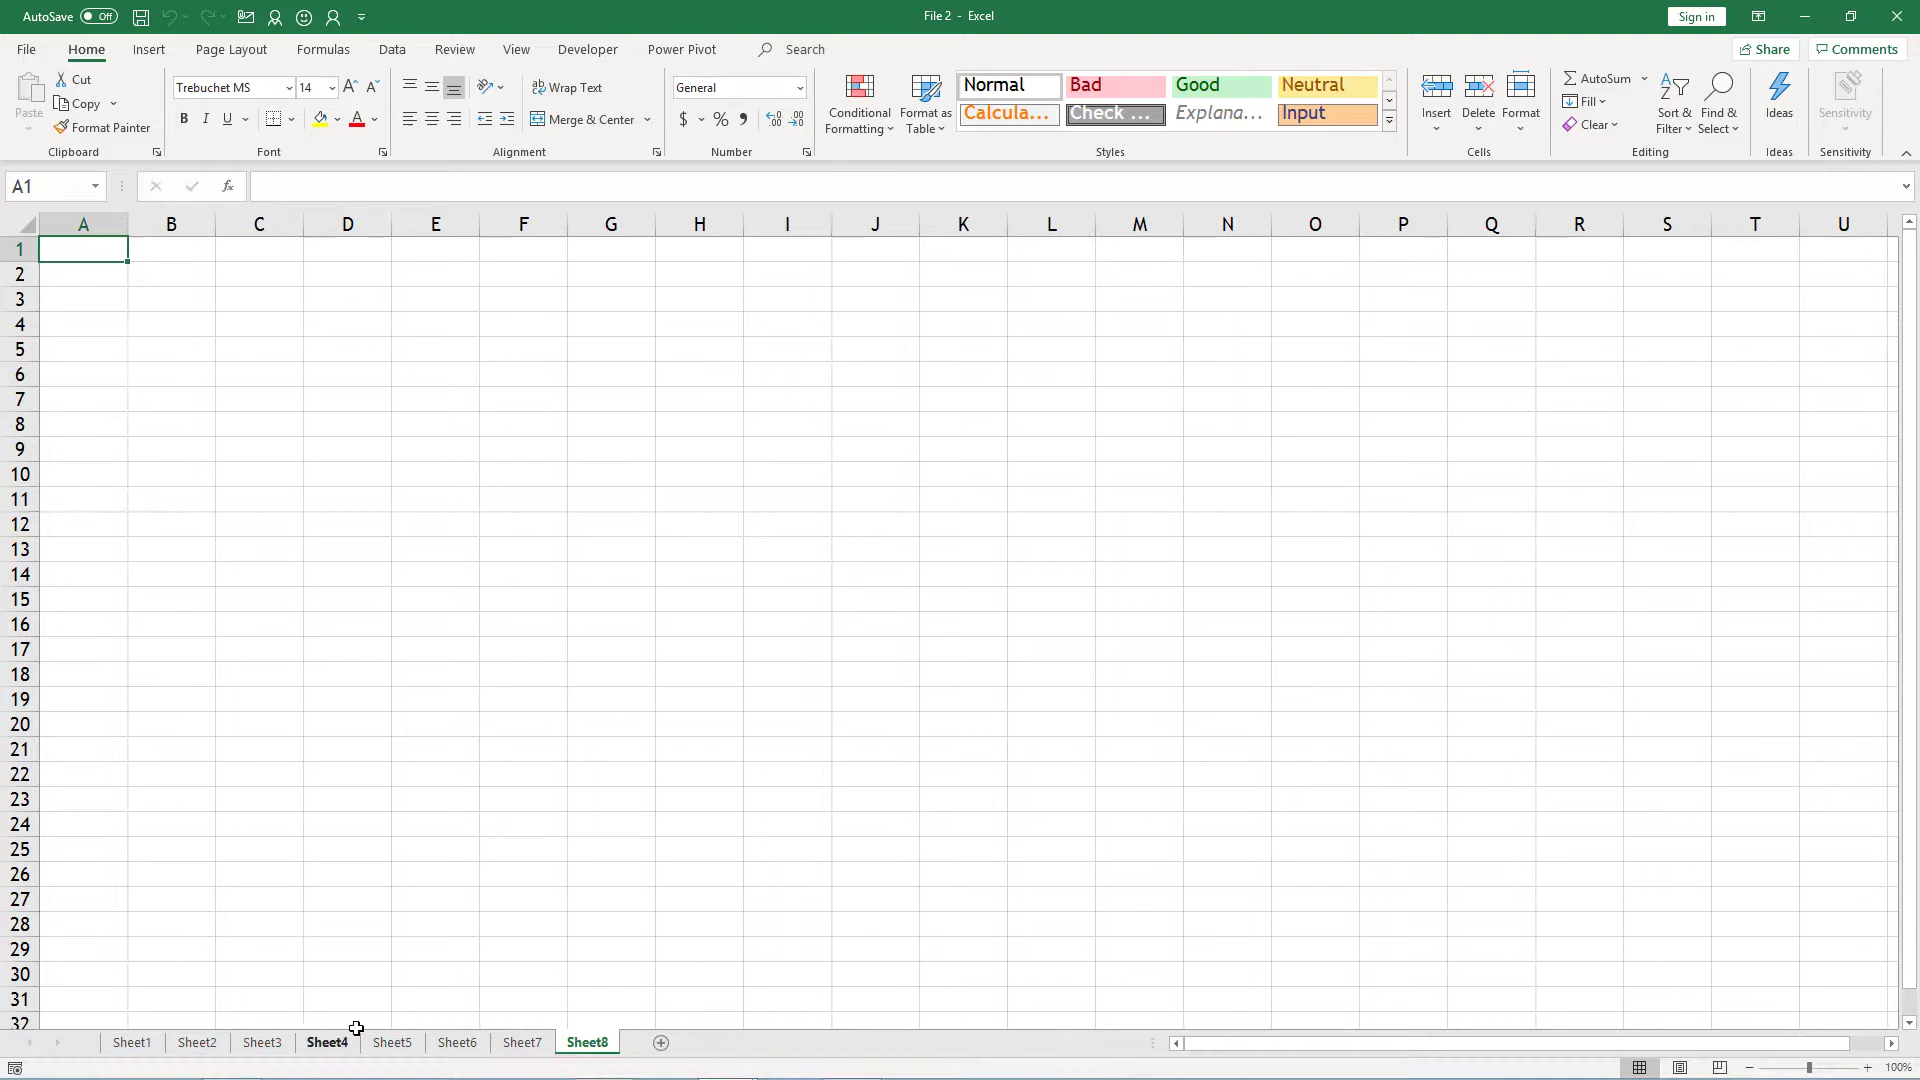 AutoSave Off
File 2 - Excel
Sign in
File Home Insert Page Layout Formulas Data Review View Developer Power Pivot Search
Share Comments
Cut
Copy
Format Painter
Paste
Clipboard
Trebuchet MS 14
B I U A
Font
Wrap Text
Merge & Center
Alignment
General
$ % ,
Number
Conditional Formatting
Format as Table
Normal Bad Good Neutral
Calcula... Check ... Explana... Input
Styles
Insert Delete Format
Cells
AutoSum
Fill
Clear
Sort & Filter
Find & Select
Editing
Ideas
Ideas
Sensitivity
Sensitivity
A1
fx
A B C D E F G H I J K L M N O P Q R S T U
1
2
3
4
5
6
7
8
9
10
11
12
13
14
15
16
17
18
19
20
21
22
23
24
25
26
27
28
29
30
31
32
Sheet1 Sheet2 Sheet3 Sheet4 Sheet5 Sheet6 Sheet7 Sheet8
100%